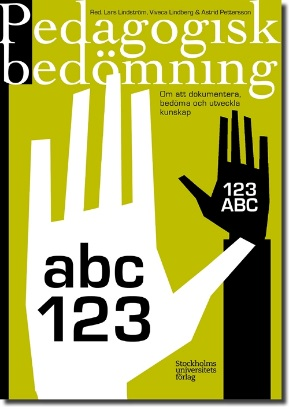 Red. Lars Lindström, Viveca Lindberg & Astrid Pettersson
Pedagogisk
bedömning
Om att dokumentera,
bedöma och utveckla
kunskap
123
ABC
abc
123
Stockholms
universitets
förlag